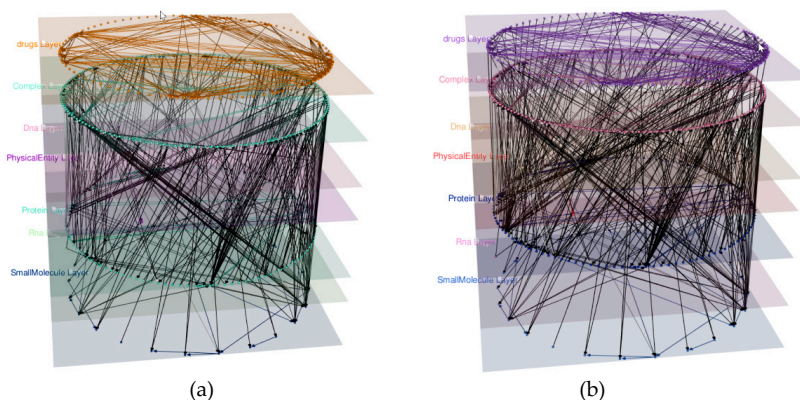 drugs Layer
Complex Layer
Dna Layer
PhysicalEntity Layer
Protein Layer
Rna Layer
SmallMolecule Layer
(a)
drugs Layer
Complex Layer
Dna Layer
PhysicalEntity Layer
Protein Layer
Rna Layer
SmallMolecule Layer
(b)